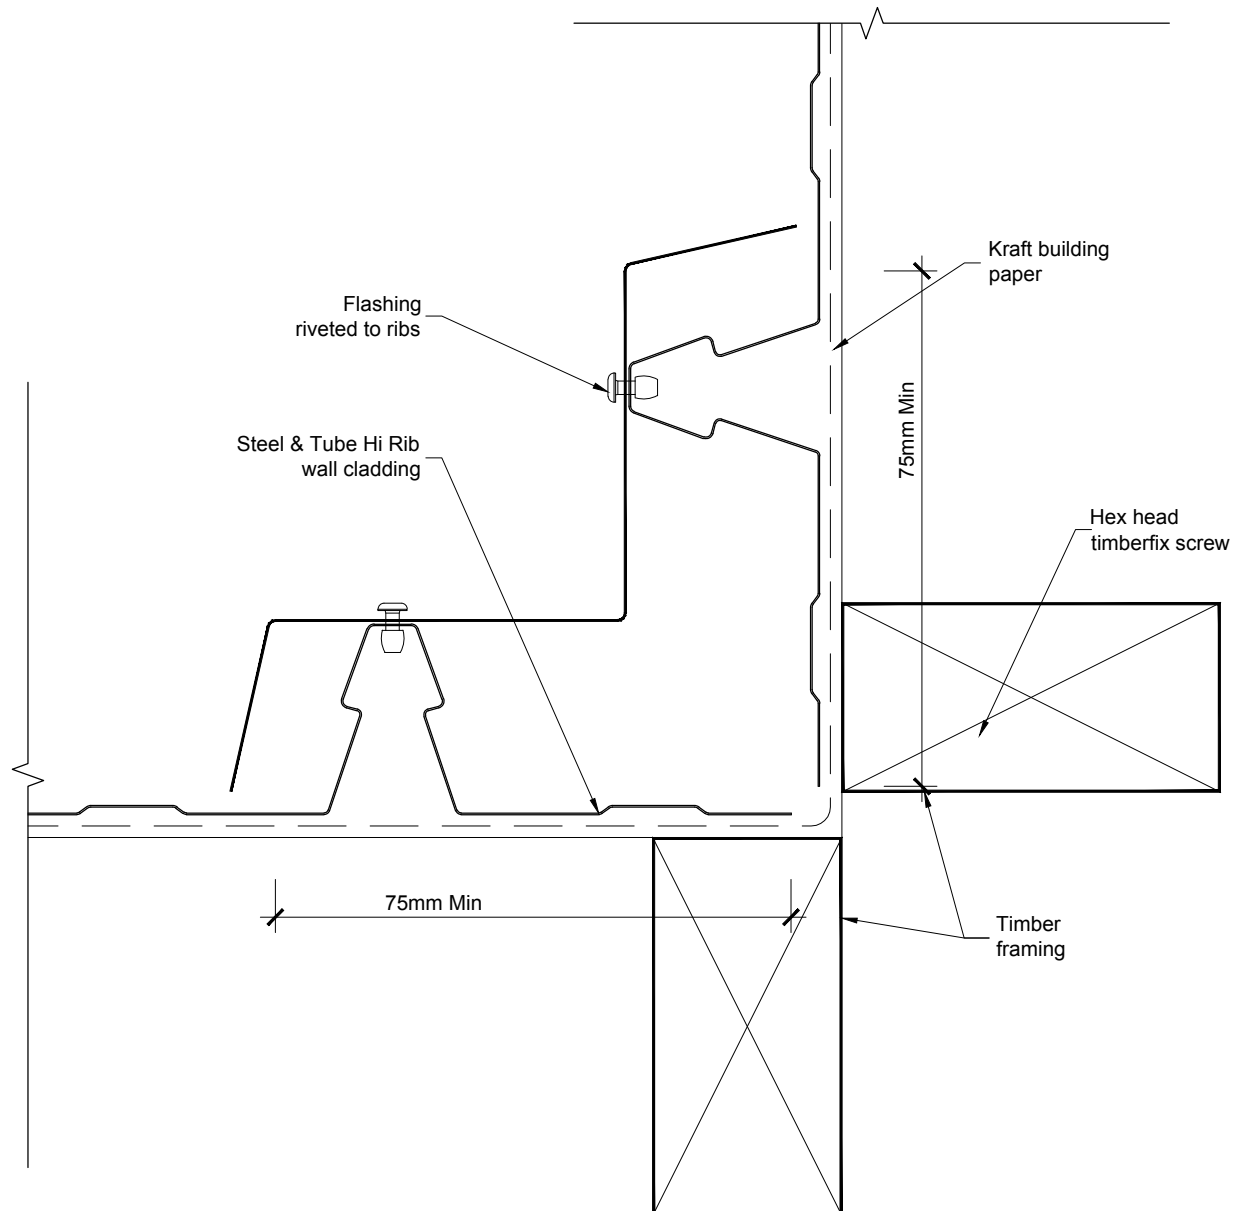 Kraft building
paper
Flashing
riveted to ribs
75mm Min
Steel & Tube Hi Rib
wall cladding
Hex head
timberfix screw
75mm Min
Timber
framing